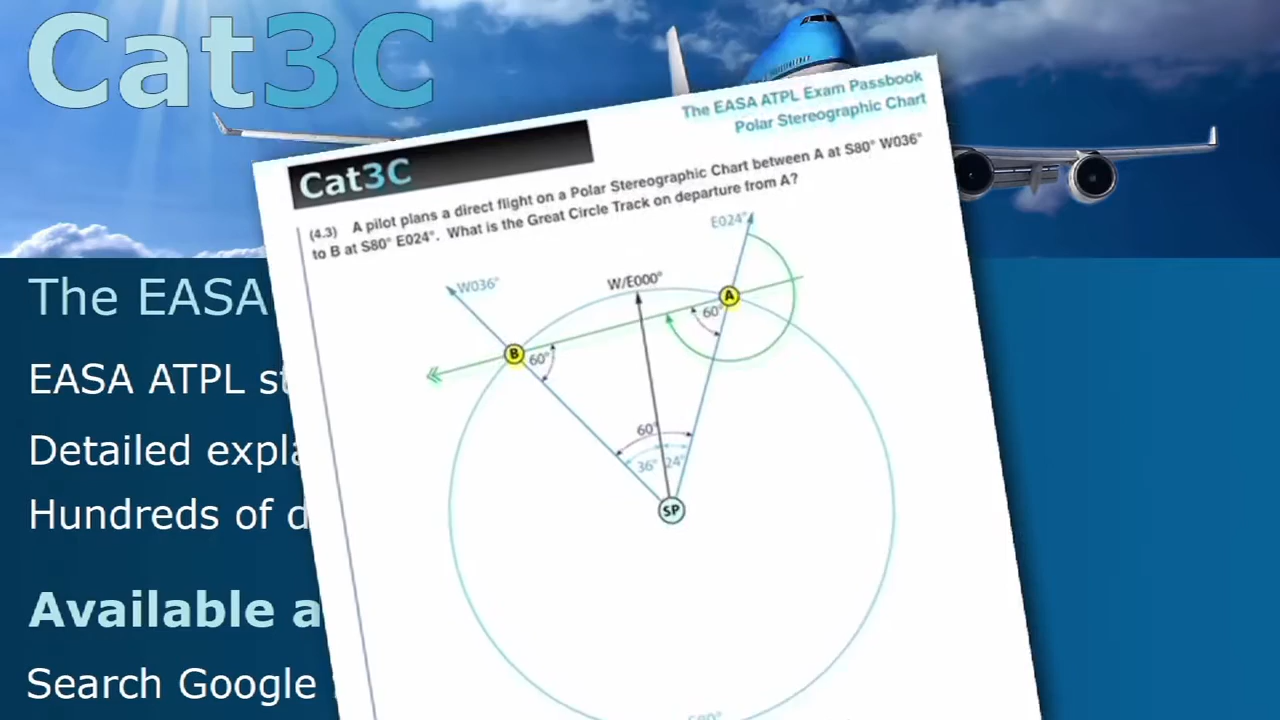 Cat3C
The EASA ATPL Exam Passbook
Polar Stereographic Chart
Cat3C
(4.3) A pilot plans a direct flight on a Polar Stereographic Chart between A at S80° W036°
to B at S80° E024°. What is the Great Circle Track on departure from A?
E024°
W036°
W/E000°
A
60°
B
60°
60°
36° 24°
SP
The EASA
EASA ATPL
Detailed
Hundreds of
Available
Search Google